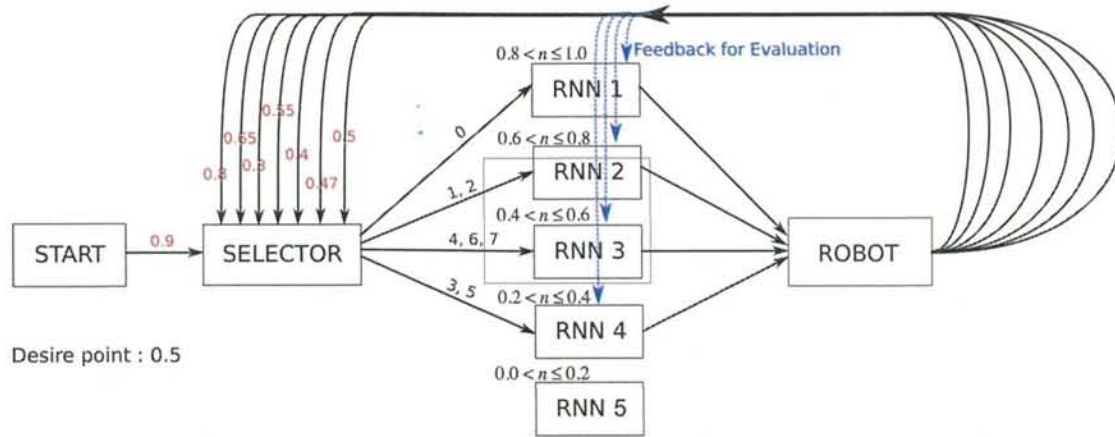 Feedback for Evaluation
0.8 < n ≤ 1.0
RNN 1
0.55
0.65
0.3
0.8
0.4
0.47
0.5
0
0.6 < n ≤ 0.8
RNN 2
1, 2
0.4 < n ≤ 0.6
START
0.9
SELECTOR
4, 6, 7
RNN 3
ROBOT
3, 5
0.2 < n ≤ 0.4
RNN 4
Desire point : 0.5
0.0 < n ≤ 0.2
RNN 5